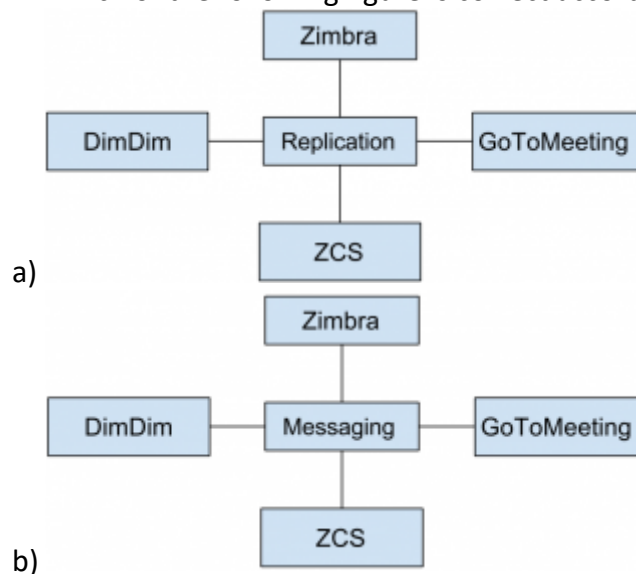 Zimbra
DimDim Replication GoToMeeting
ZCS
a)
Zimbra
DimDim Messaging GoToMeeting
ZCS
b)